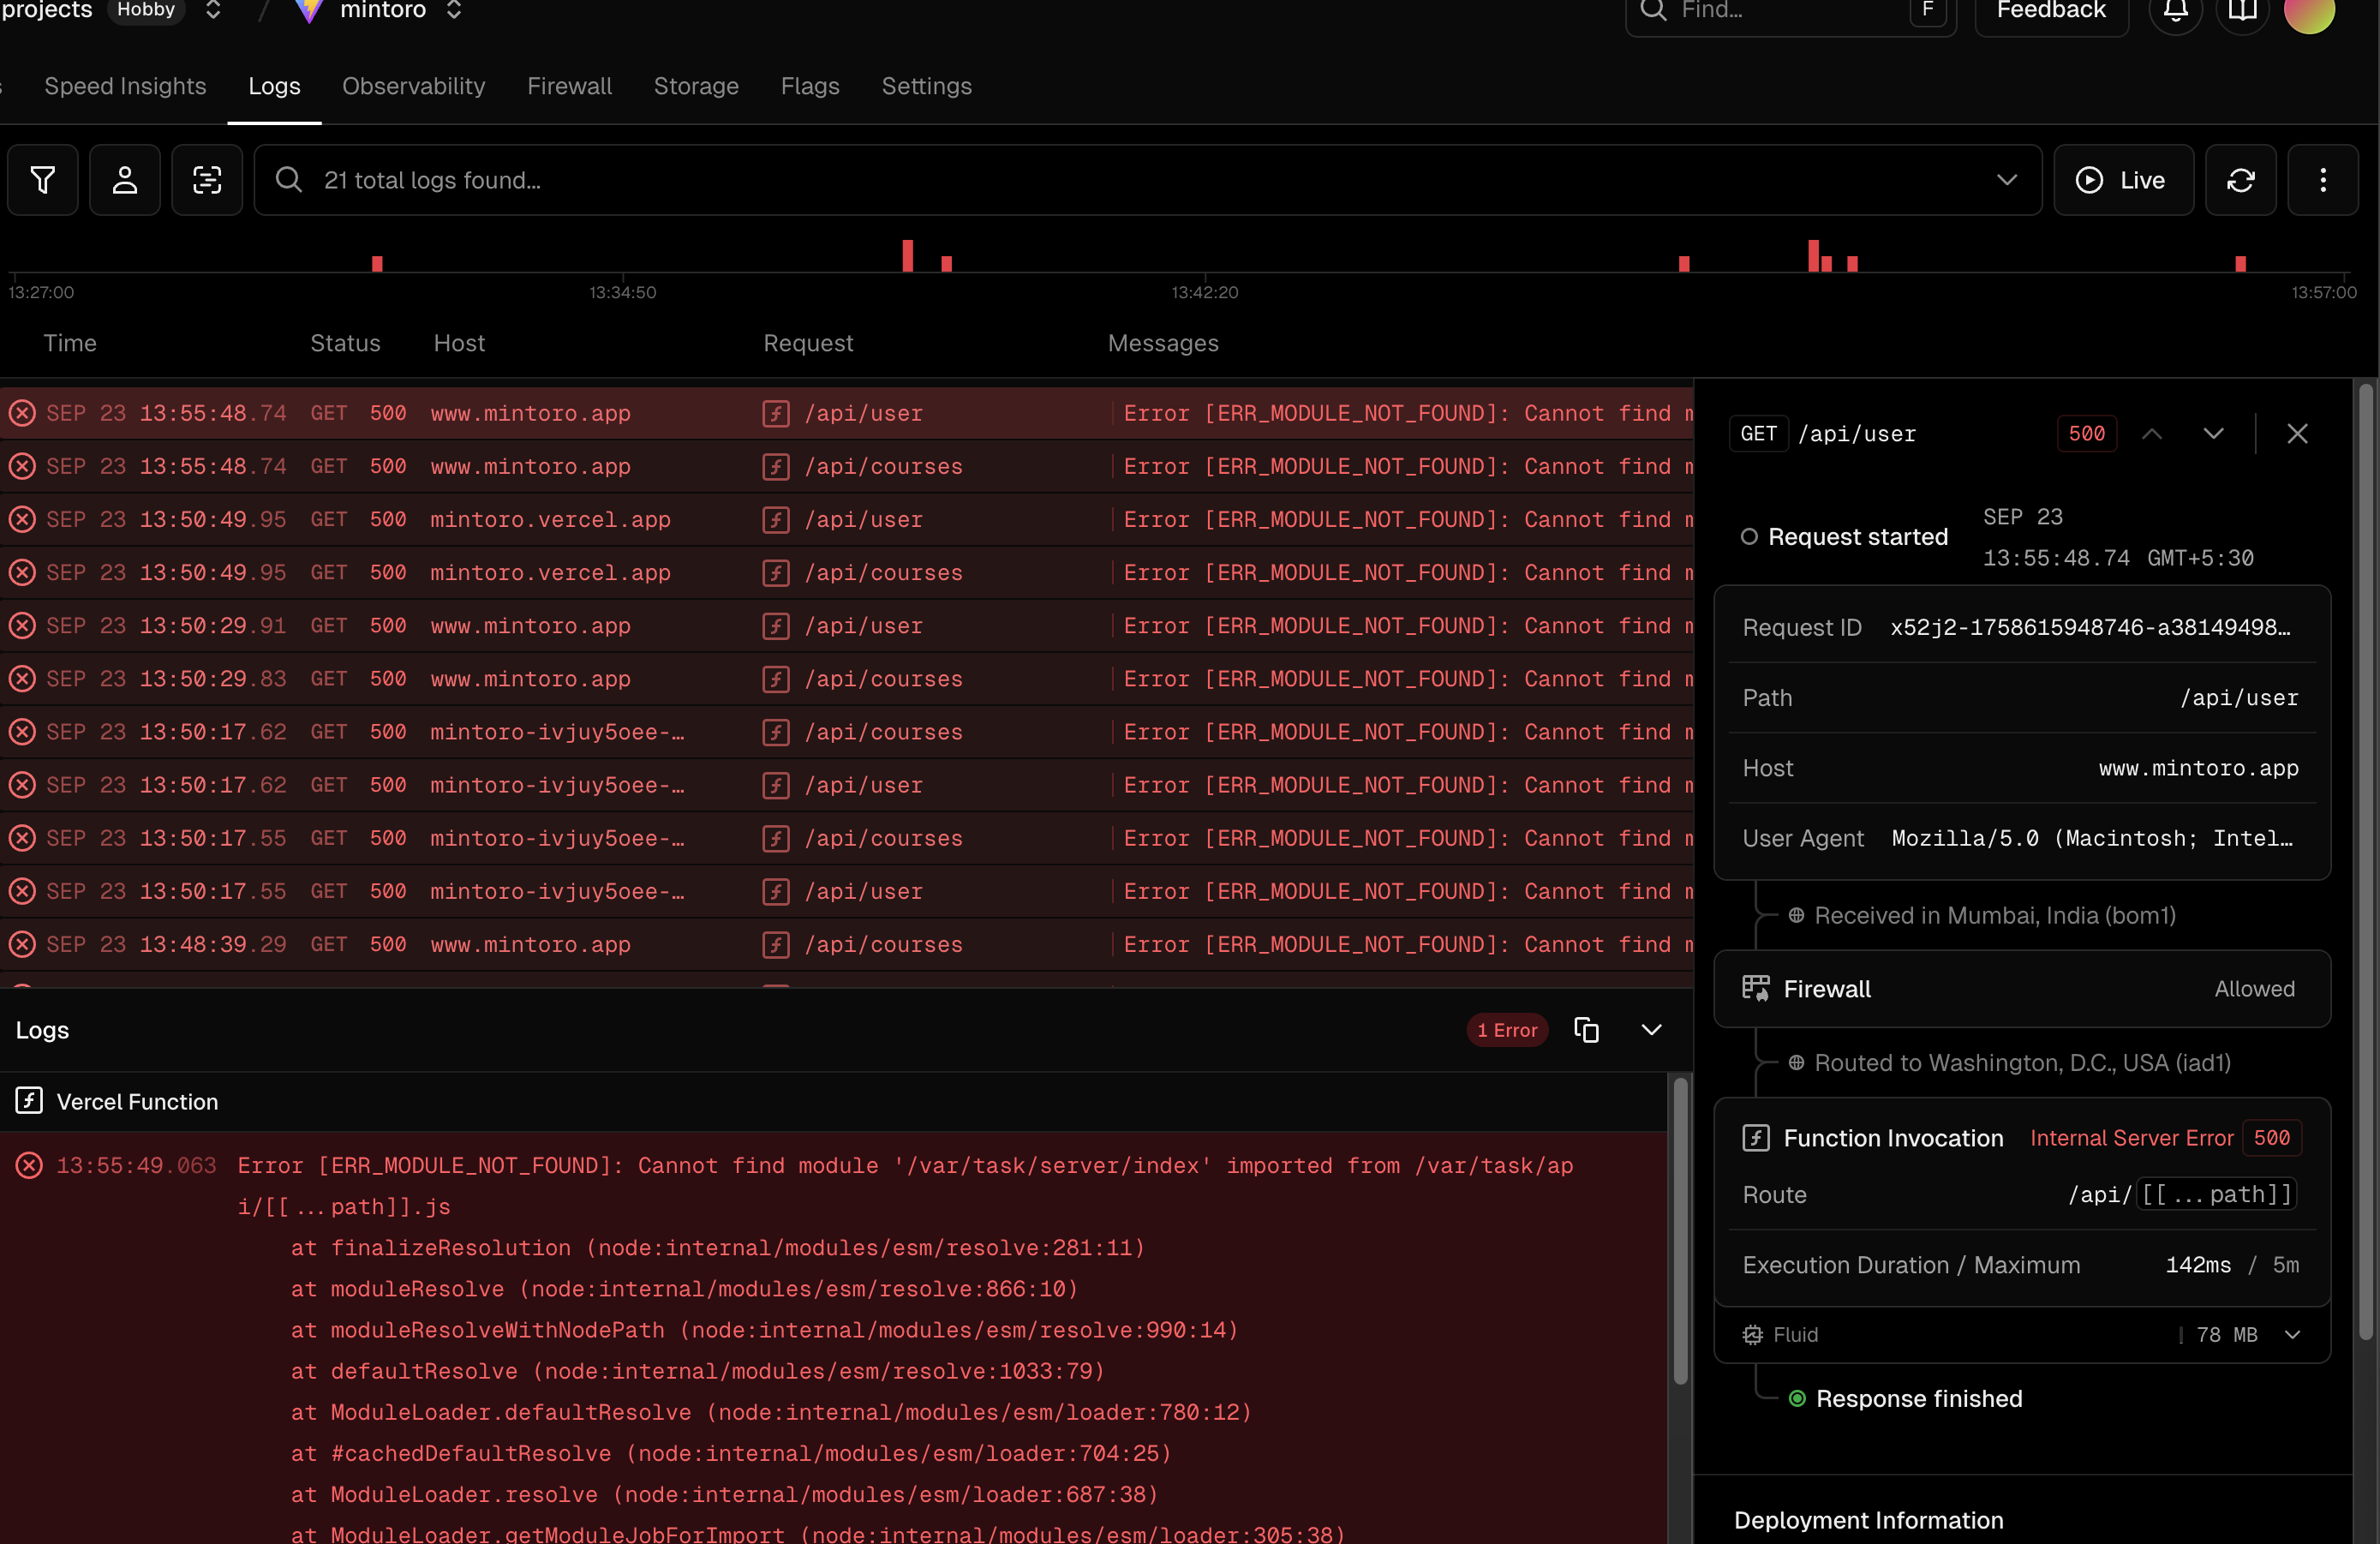 projects Hobby / mintoro Find... F Feedback
Speed Insights Logs Observability Firewall Storage Flags Settings
21 total logs found... Live
13:27:00 13:34:50 13:42:20 13:57:00
Time Status Host Request Messages
SEP 23 13:55:48.74 GET 500 www.mintoro.app /api/user Error [ERR_MODULE_NOT_FOUND]: Cannot find
SEP 23 13:55:48.74 GET 500 www.mintoro.app /api/courses Error [ERR_MODULE_NOT_FOUND]: Cannot find
SEP 23 13:50:49.95 GET 500 mintoro.vercel.app /api/user Error [ERR_MODULE_NOT_FOUND]: Cannot find
SEP 23 13:50:49.95 GET 500 mintoro.vercel.app /api/courses Error [ERR_MODULE_NOT_FOUND]: Cannot find
SEP 23 13:50:29.91 GET 500 www.mintoro.app /api/user Error [ERR_MODULE_NOT_FOUND]: Cannot find
SEP 23 13:50:29.83 GET 500 www.mintoro.app /api/courses Error [ERR_MODULE_NOT_FOUND]: Cannot find
SEP 23 13:50:17.62 GET 500 mintoro-ivjuy5oee-… /api/courses Error [ERR_MODULE_NOT_FOUND]: Cannot find
SEP 23 13:50:17.62 GET 500 mintoro-ivjuy5oee-… /api/user Error [ERR_MODULE_NOT_FOUND]: Cannot find
SEP 23 13:50:17.55 GET 500 mintoro-ivjuy5oee-… /api/courses Error [ERR_MODULE_NOT_FOUND]: Cannot find
SEP 23 13:50:17.55 GET 500 mintoro-ivjuy5oee-… /api/user Error [ERR_MODULE_NOT_FOUND]: Cannot find
SEP 23 13:48:39.29 GET 500 www.mintoro.app /api/courses Error [ERR_MODULE_NOT_FOUND]: Cannot find
Logs 1 Error
Vercel Function
13:55:49.063 Error [ERR_MODULE_NOT_FOUND]: Cannot find module '/var/task/server/index' imported from /var/task/ap
i/[[...path]].js
at finalizeResolution (node:internal/modules/esm/resolve:281:11)
at moduleResolve (node:internal/modules/esm/resolve:866:10)
at moduleResolveWithNodePath (node:internal/modules/esm/resolve:990:14)
at defaultResolve (node:internal/modules/esm/resolve:1033:79)
at ModuleLoader.defaultResolve (node:internal/modules/esm/loader:780:12)
at #cachedDefaultResolve (node:internal/modules/esm/loader:704:25)
at ModuleLoader.resolve (node:internal/modules/esm/loader:687:38)
at ModuleLoader.getModuleJobForImport (node:internal/modules/esm/loader:305:38)
GET /api/user 500
Request started SEP 23
13:55:48.74 GMT+5:30
Request ID x52j2-1758615948746-a38149498…
Path /api/user
Host www.mintoro.app
User Agent Mozilla/5.0 (Macintosh; Intel…
Received in Mumbai, India (bom1)
Firewall Allowed
Routed to Washington, D.C., USA (iad1)
Function Invocation Internal Server Error 500
Route /api/[[...path]]
Execution Duration / Maximum 142ms / 5m
Fluid 78 MB
Response finished
Deployment Information